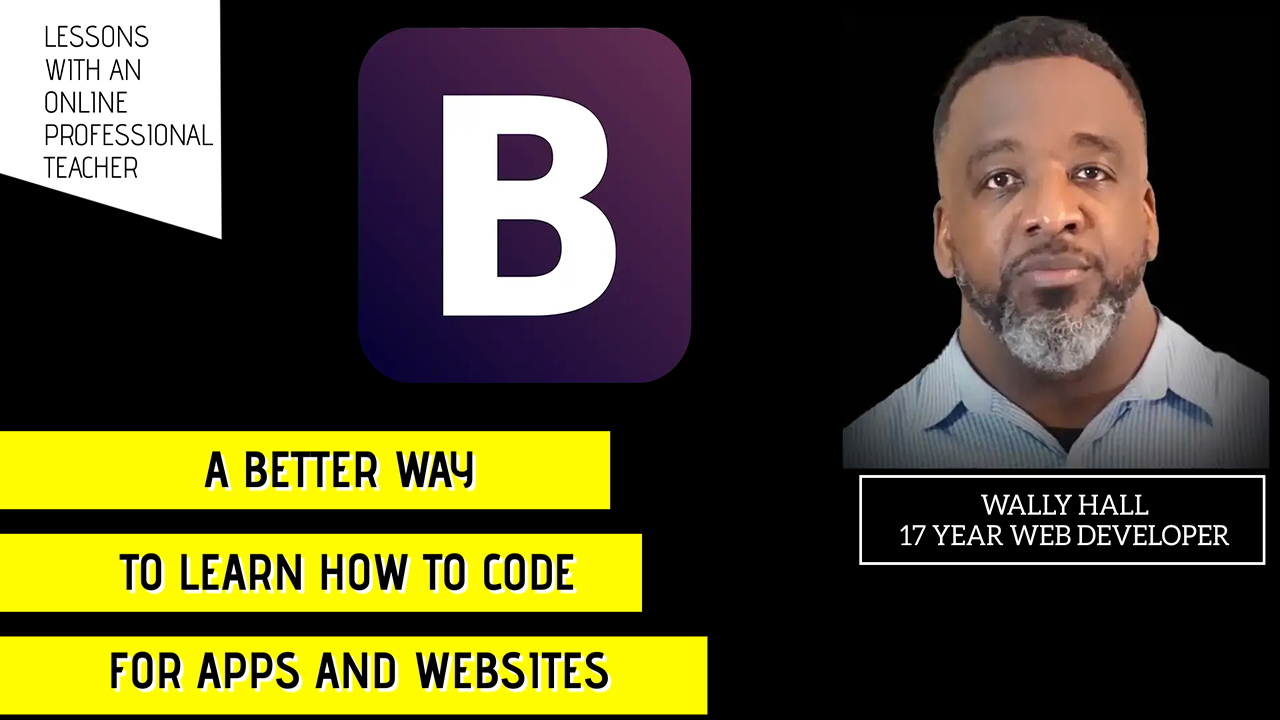 LESSONS
WITH AN
ONLINE
PROFESSIONAL
TEACHER
B
A BETTER WAY
TO LEARN HOW TO CODE
FOR APPS AND WEBSITES
WALLY HALL
17 YEAR WEB DEVELOPER